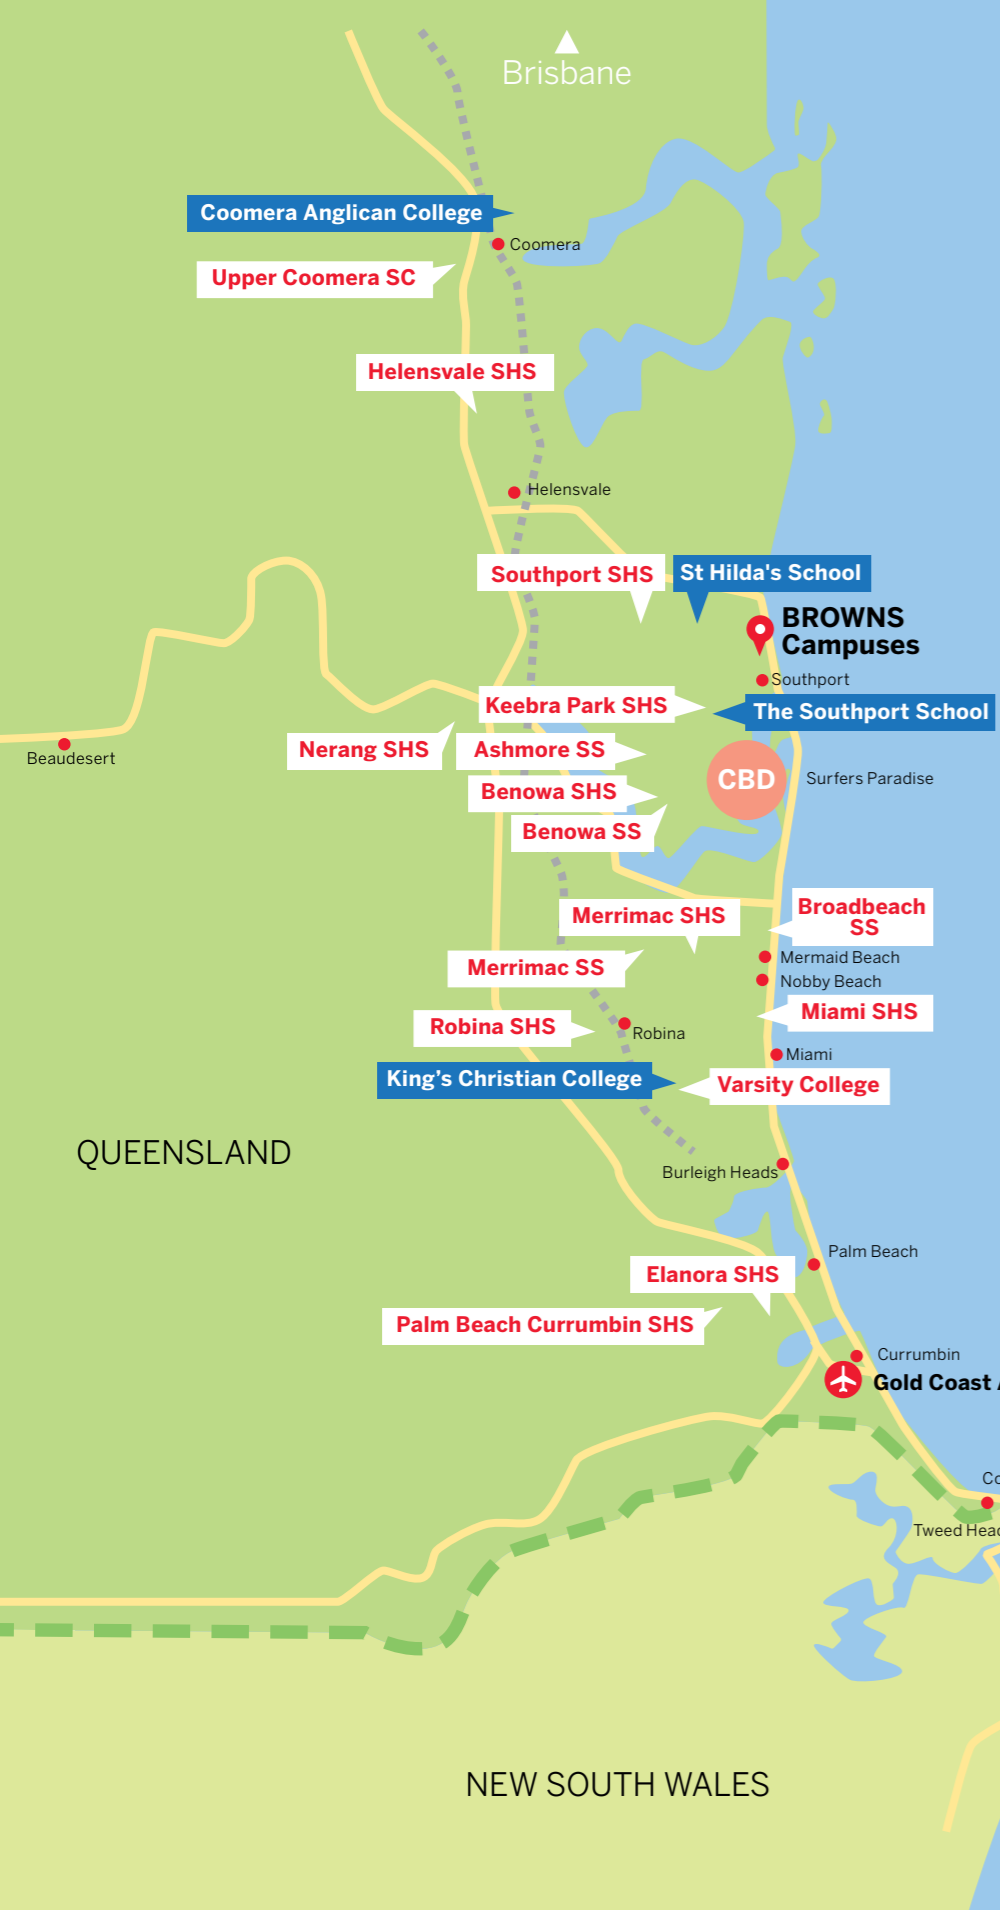 Brisbane
Coomera Anglican College
Coomera
Upper Coomera SC
Helensvale SHS
Helensvale
Southport SHS
St Hilda's School
BROWNS
Campuses
Southport
Keebra Park SHS
The Southport School
Nerang SHS
Ashmore SS
Beaudesert
CBD
Surfers Paradise
Benowa SHS
Benowa SS
Merrimac SHS
Broadbeach
SS
Mermaid Beach
Merrimac SS
Nobby Beach
Miami SHS
Robina SHS
Robina
Miami
King’s Christian College
Varsity College
QUEENSLAND
Burleigh Heads
Palm Beach
Elanora SHS
Palm Beach Currumbin SHS
Currumbin
Gold Coast
Tweed
NEW SOUTH WALES